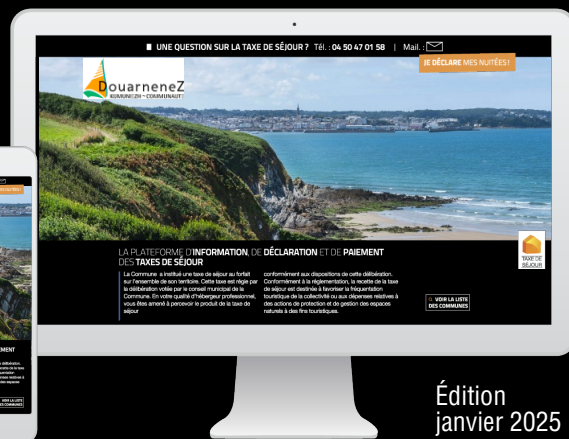 UNE QUESTION SUR LA TAXE DE SÉJOUR ? Tél. : 04 50 47 01 58 | Mail. :
JE DÉCLARE MES NUITÉES !
DouarneneZ
KUMUNIEZH ~ COMMUNAUTÉ
LA PLATEFORME D'INFORMATION, DE DÉCLARATION ET DE PAIEMENT
DES TAXES DE SÉJOUR
La Commune a institué une taxe de séjour au forfait
sur l'ensemble de son territoire. Cette taxe est régie par
la délibération votée par le conseil municipal de la
Commune. En votre qualité d'hébergeur professionnel,
vous êtes amené à percevoir le produit de la taxe de
séjour
conformément aux dispositions de cette délibération.
Conformément à la réglementation, la recette de la taxe
de séjour est destinée à favoriser la fréquentation
touristique de la collectivité ou aux dépenses relatives à
des actions de protection et de gestion des espaces
naturels à des fins touristiques.
TAXE DE
SÉJOUR
VOIR LA LISTE
DES COMMUNES
VOIR LA LISTE
DES COMMUNES
Édition
janvier 2025